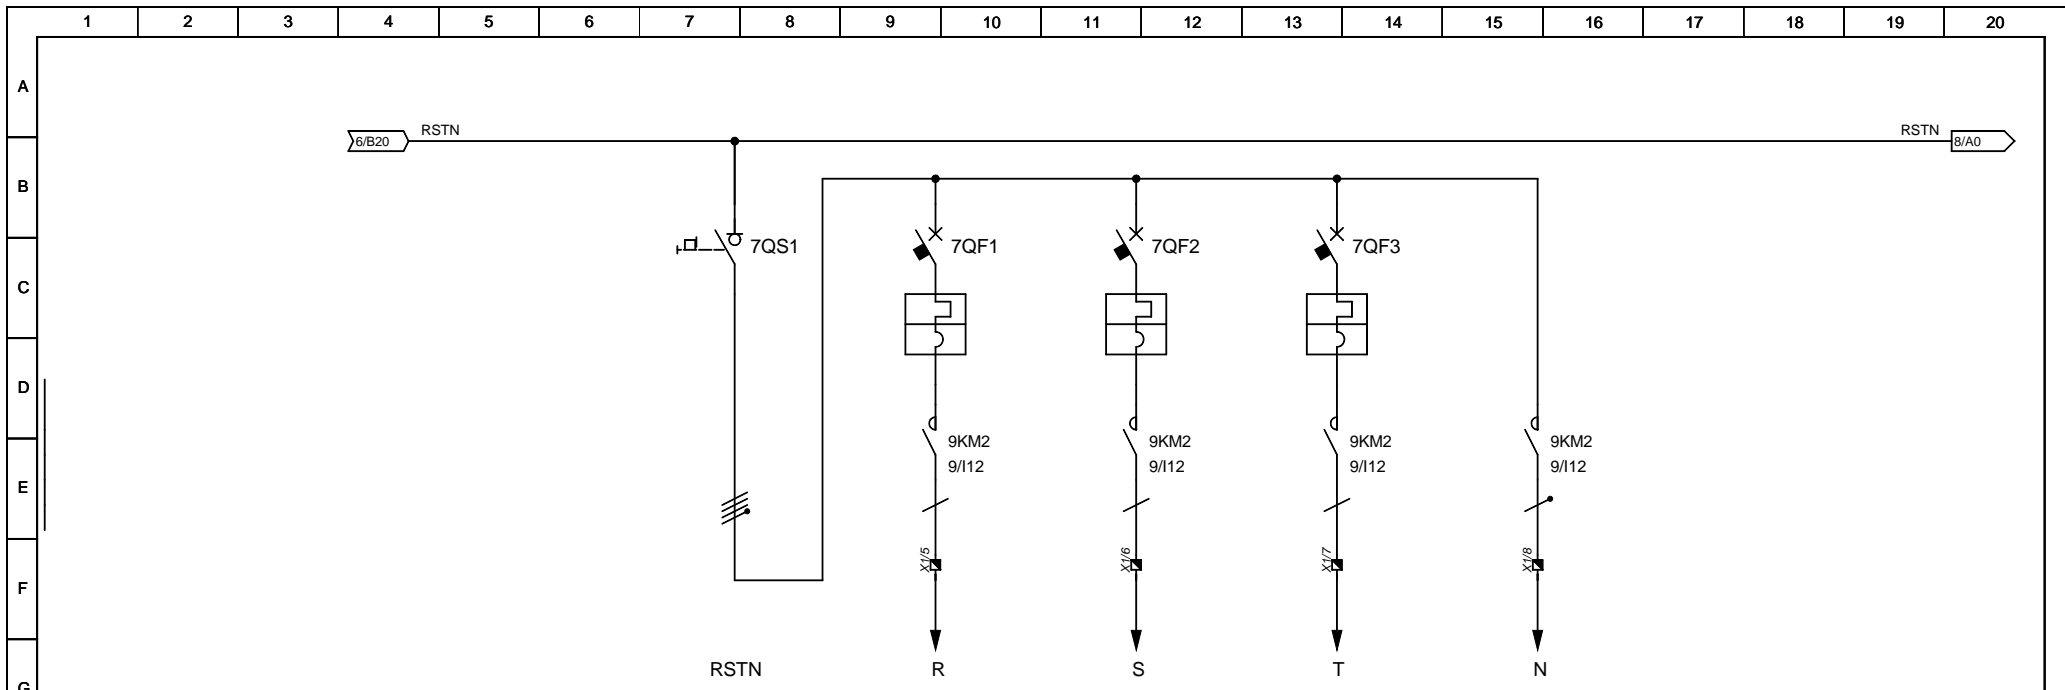 1 2 3 4 5 6 7 8 9 10 11 12 13 14 15 16 17 18 19 20
A
6/B20 RSTN RSTN 8/A0
B
7QS1 7QF1 7QF2 7QF3
C
D
9KM2 9KM2 9KM2 9KM2
9/I12 9/I12 9/I12 9/I12
E
X1/5 X1/6 X1/7 X1/8
F
RSTN R S T N
G